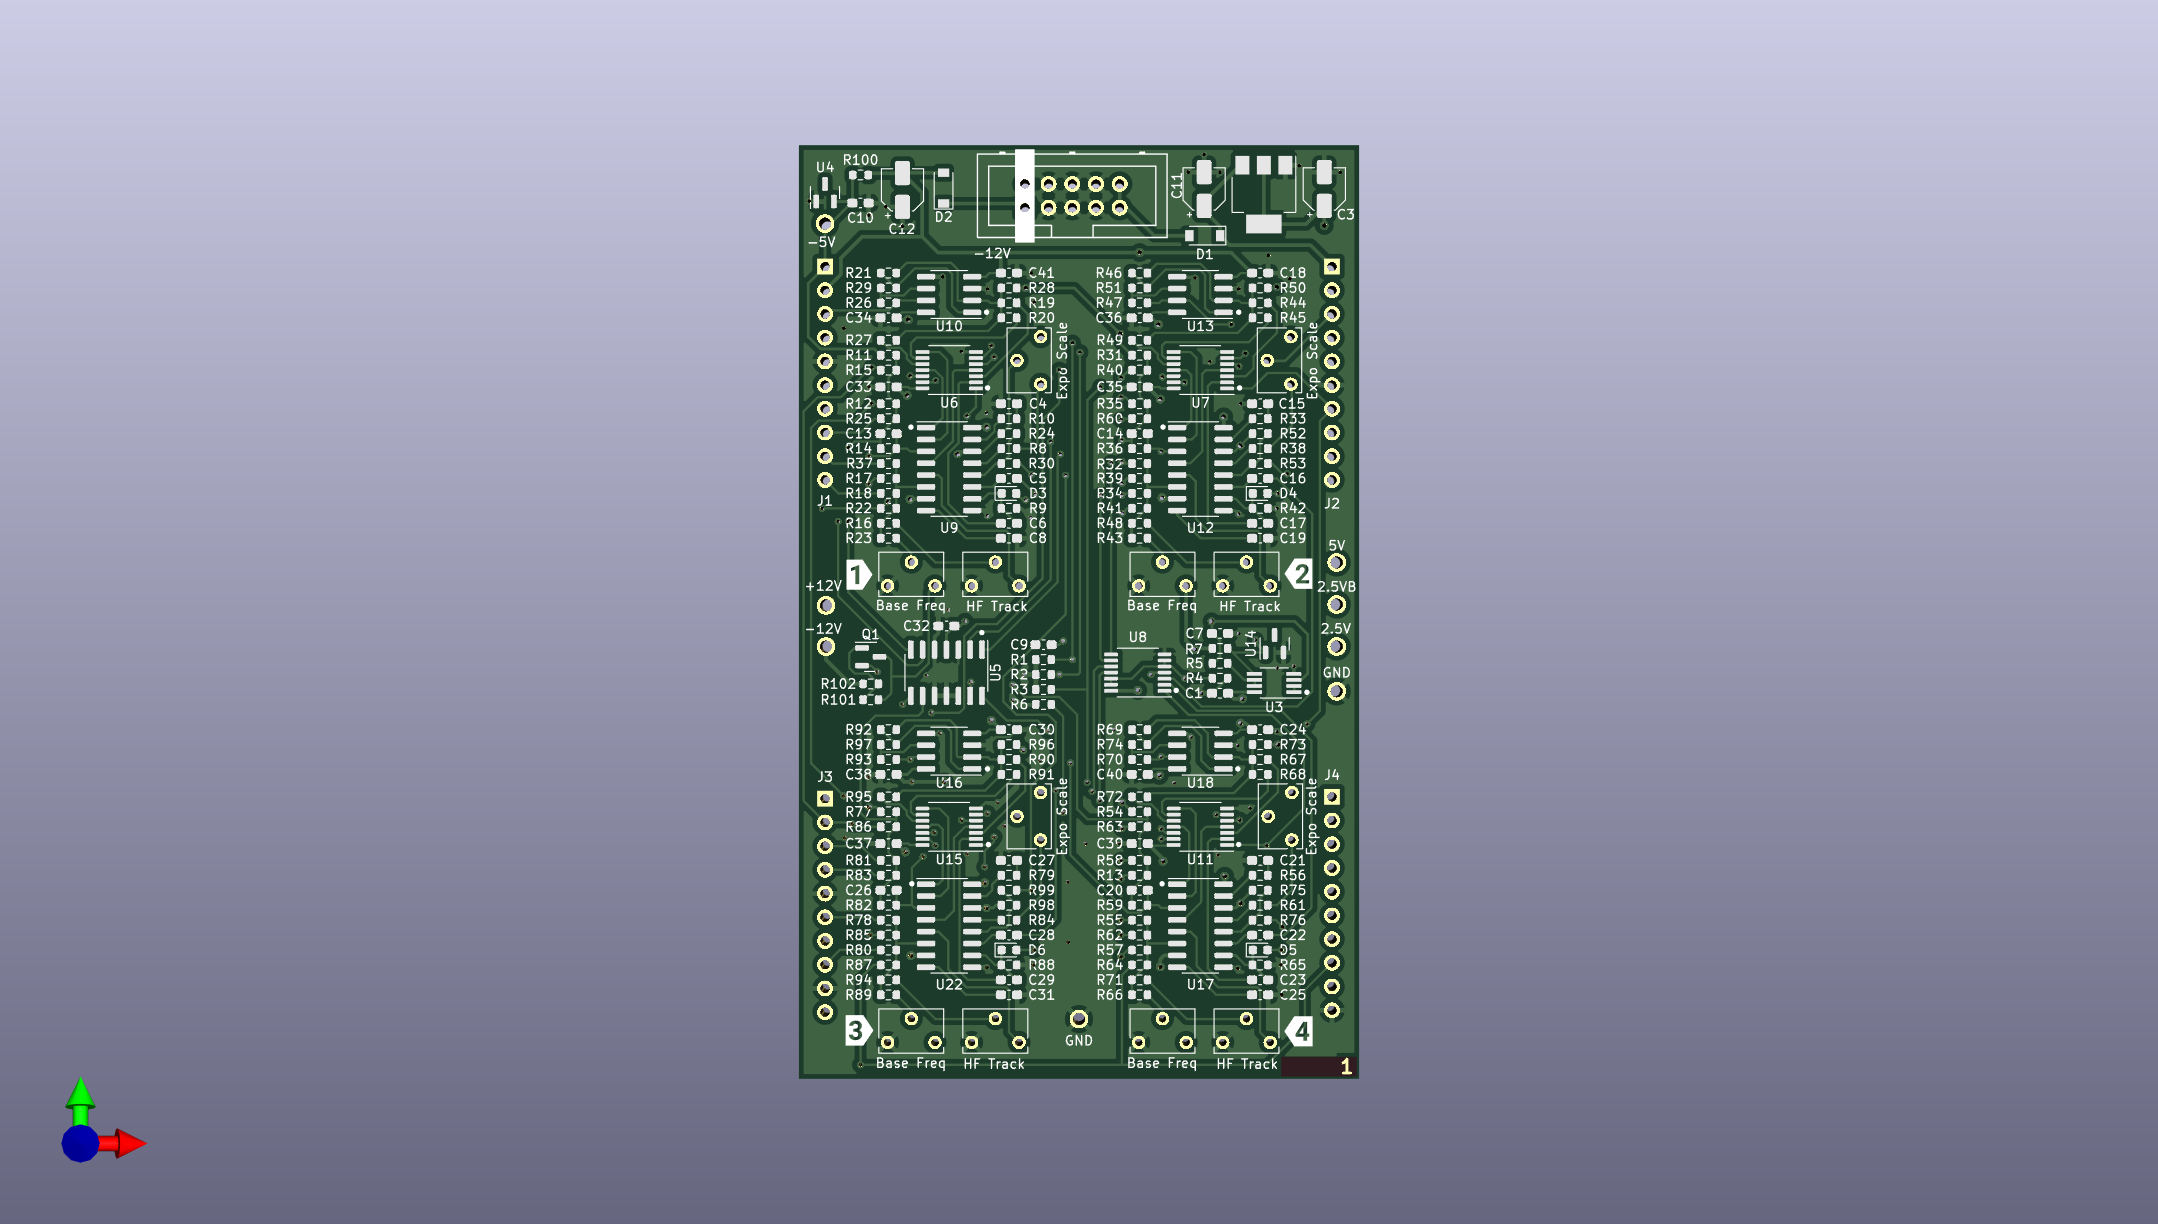 U4
R100
C10
C12
D2
C11
C3
-5V
-12V
D1
R21
R29
R26
C34
U10
C41
R28
R19
R20
R46
R51
R47
C36
U13
C18
R50
R44
R45
R27
R11
R15
C33
U6
Expo Scale
R49
R31
R40
C35
U7
Expo Scale
R12
R25
C13
R14
R37
R17
R18
R22
R16
R23
U9
C4
R10
R24
R8
R30
C5
D3
R9
C6
C8
R35
R60
C14
R36
R32
R39
R34
R41
R48
R43
U12
C15
R33
R52
R38
R53
C16
D4
R42
C17
C19
J1
J2
1
Base Freq
HF Track
Base Freq
HF Track
2
5V
+12V
2.5VB
-12V
2.5V
GND
Q1
R102
R101
C32
U5
C9
R1
R2
R3
R6
U8
C7
R7
R5
R4
C1
U14
U3
R92
R97
R93
C38
U16
C30
R96
R90
R91
R69
R74
R70
C40
U18
C24
R73
R67
R68
J3
J4
R95
R77
R86
C37
U15
Expo Scale
R72
R54
R63
C39
U11
Expo Scale
R81
R83
C26
R82
R78
R85
R80
R87
R94
R89
U22
C27
R79
R99
R98
R84
C28
D6
R88
C29
C31
R58
R13
C20
R59
R55
R62
R57
R64
R71
R66
U17
C21
R56
R75
R61
R76
C22
D5
R65
C23
C25
3
Base Freq
HF Track
GND
Base Freq
HF Track
4
1